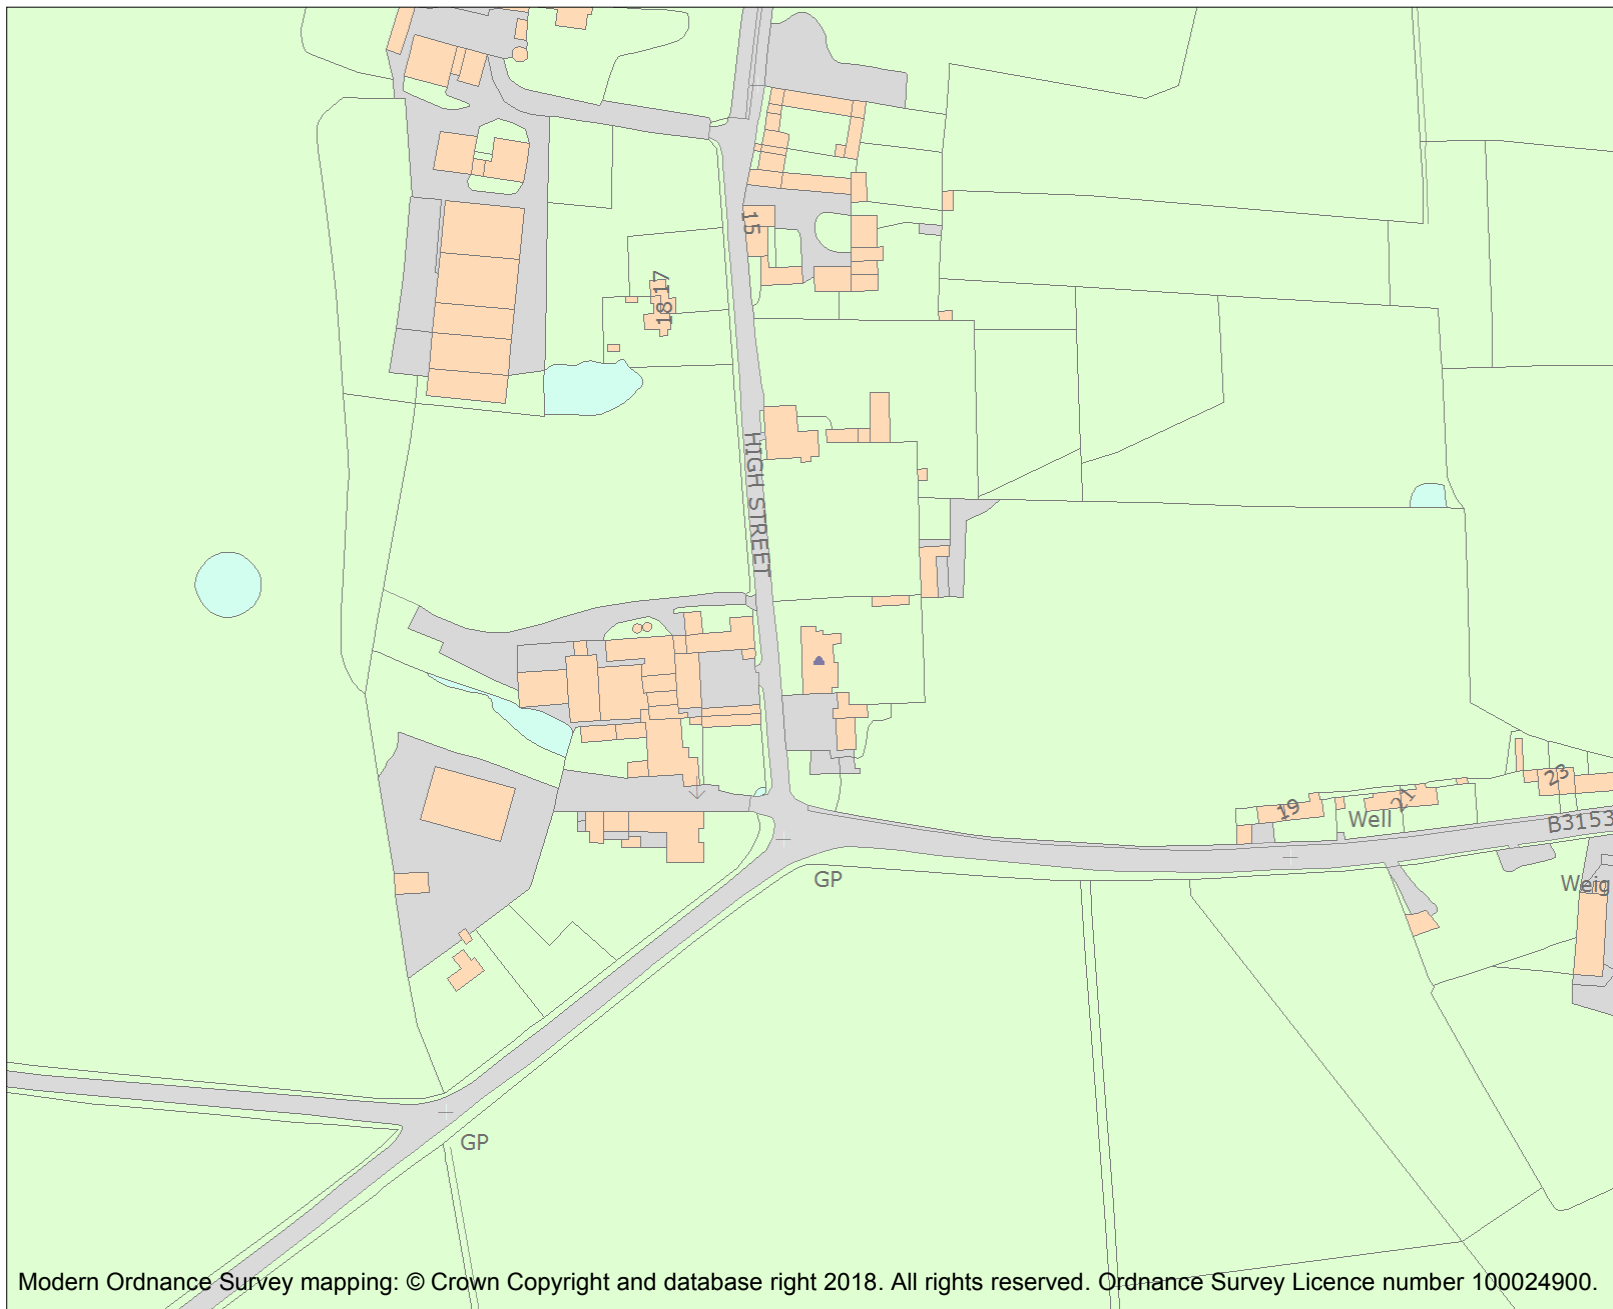 15
17
18
HIGH STREET
23
19
21
Well
B3153
GP
Weig
GP
Modern Ordnance Survey mapping: © Crown Copyright and database right 2018. All rights reserved. Ordnance Survey Licence number 100024900.